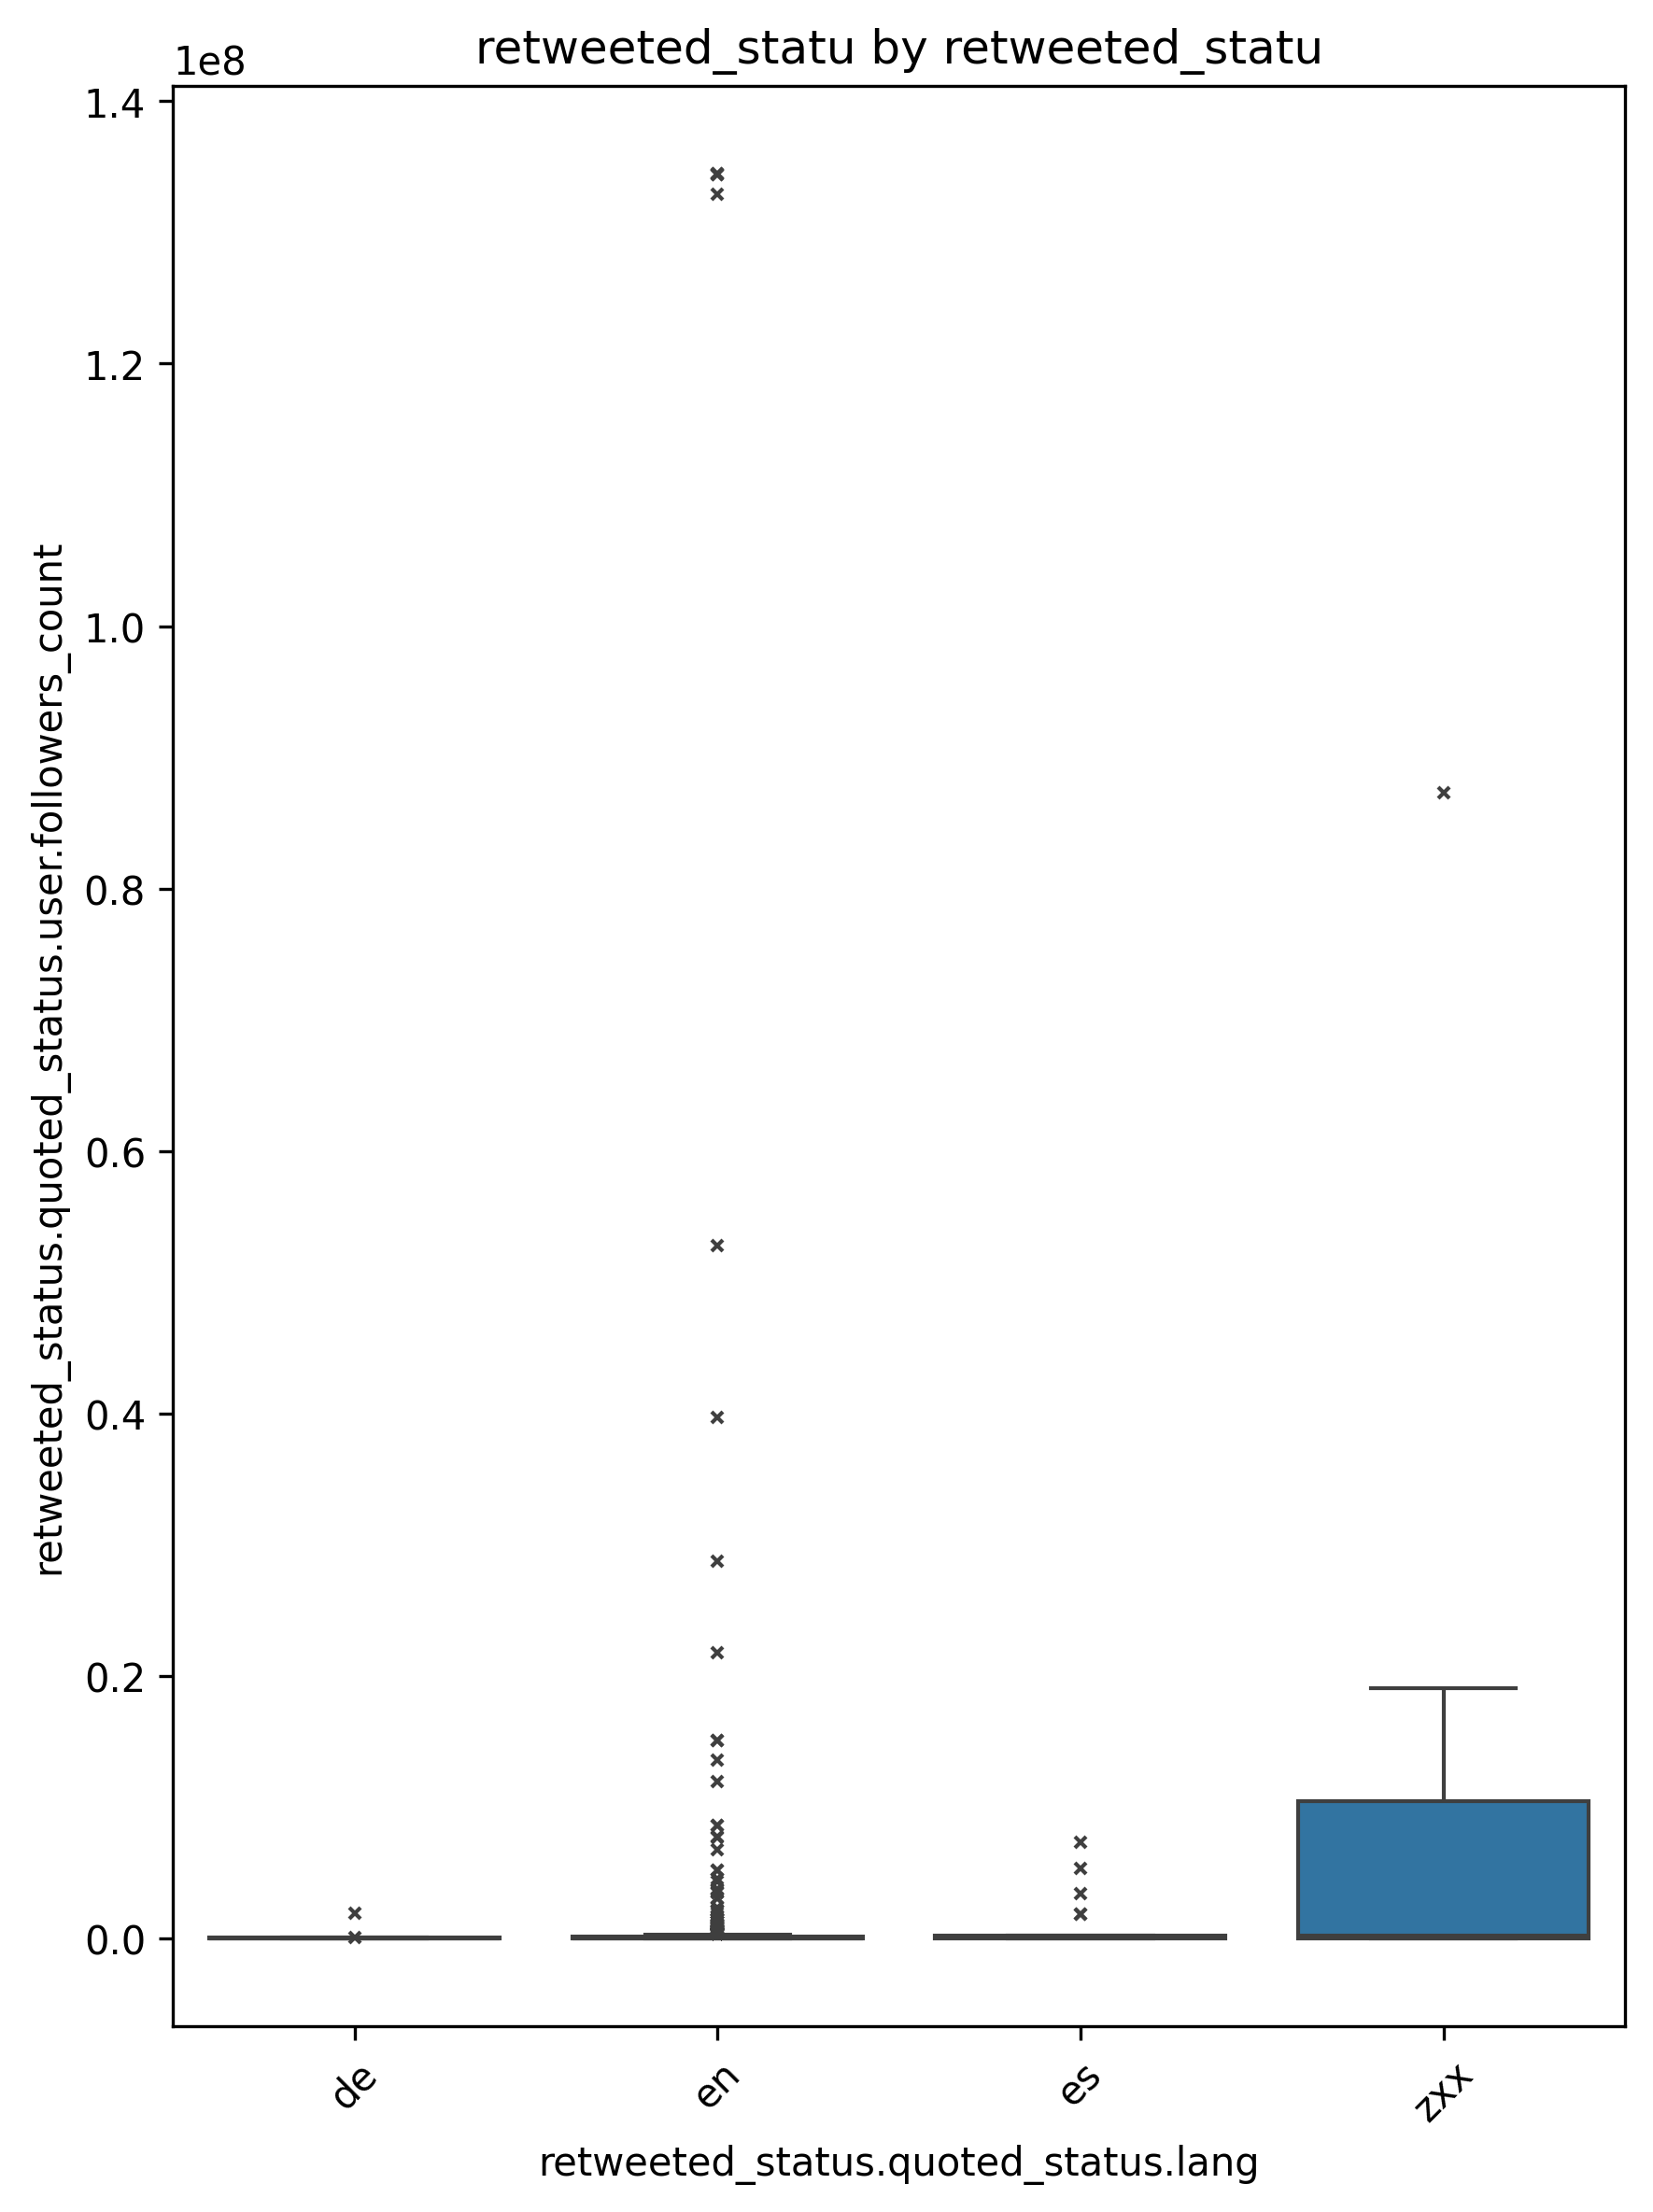 retweeted_statu by retweeted_statu
1e8
1.4
1.2
1.0
0.8
0.6
0.4
0.2
0.0
retweeted_status.quoted_status.user.followers_count
de
en
es
zxx
retweeted_status.quoted_status.lang